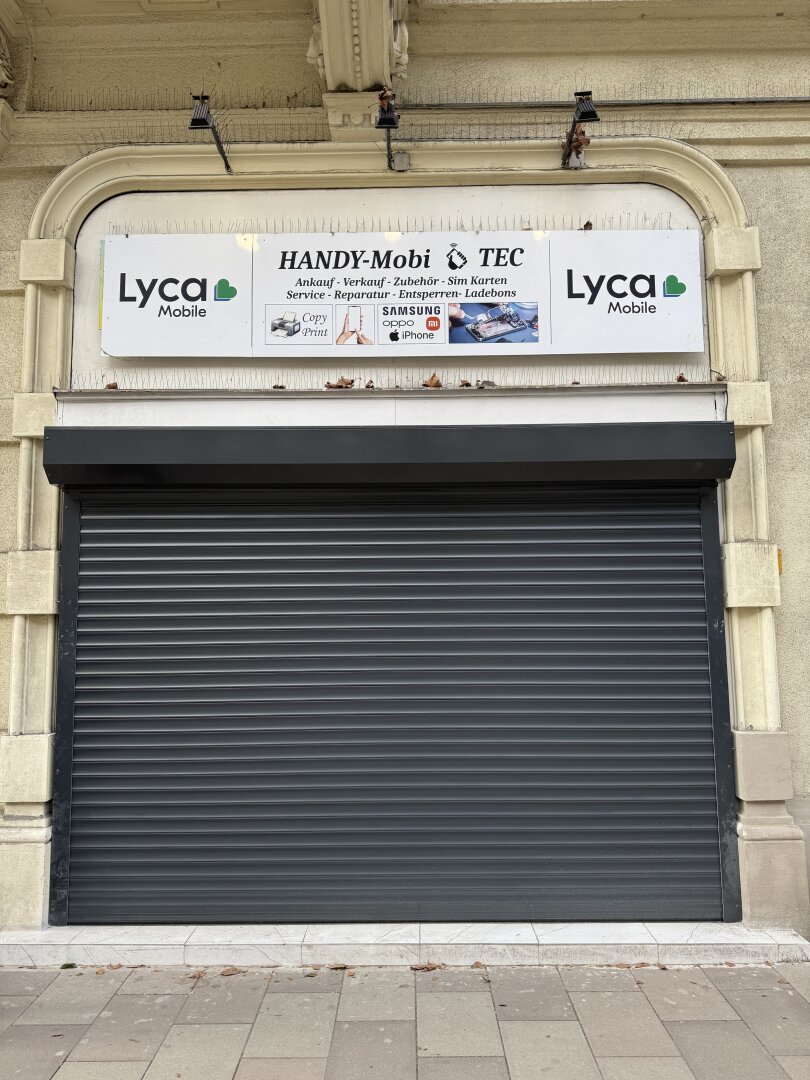 Lyca
Mobile
HANDY-Mobi TEC
Ankauf - Verkauf - Zubehör - Sim Karten
Service - Reparatur - Entsperren- Ladebons
Copy
Print
SAMSUNG
oppo
mi
iPhone
Lyca
Mobile